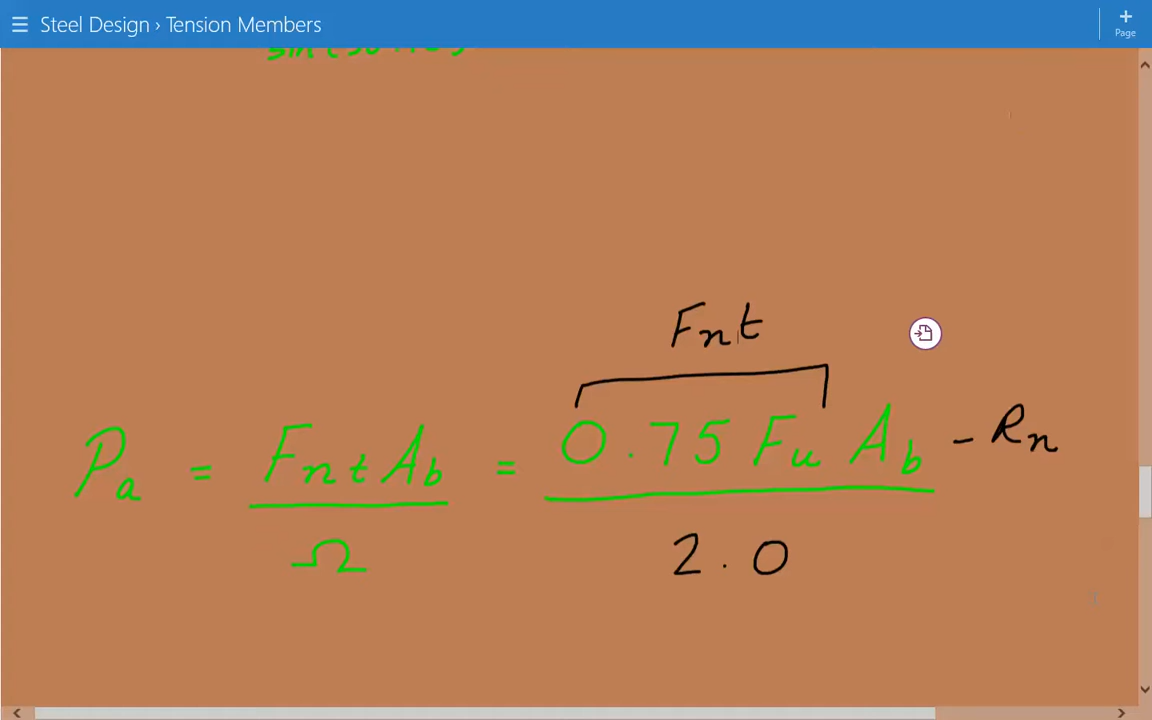 Steel Design › Tension Members
Page
Fnt
Pa = FntAb / Ω = 0.75 Fu Ab / 2.0 - Rn